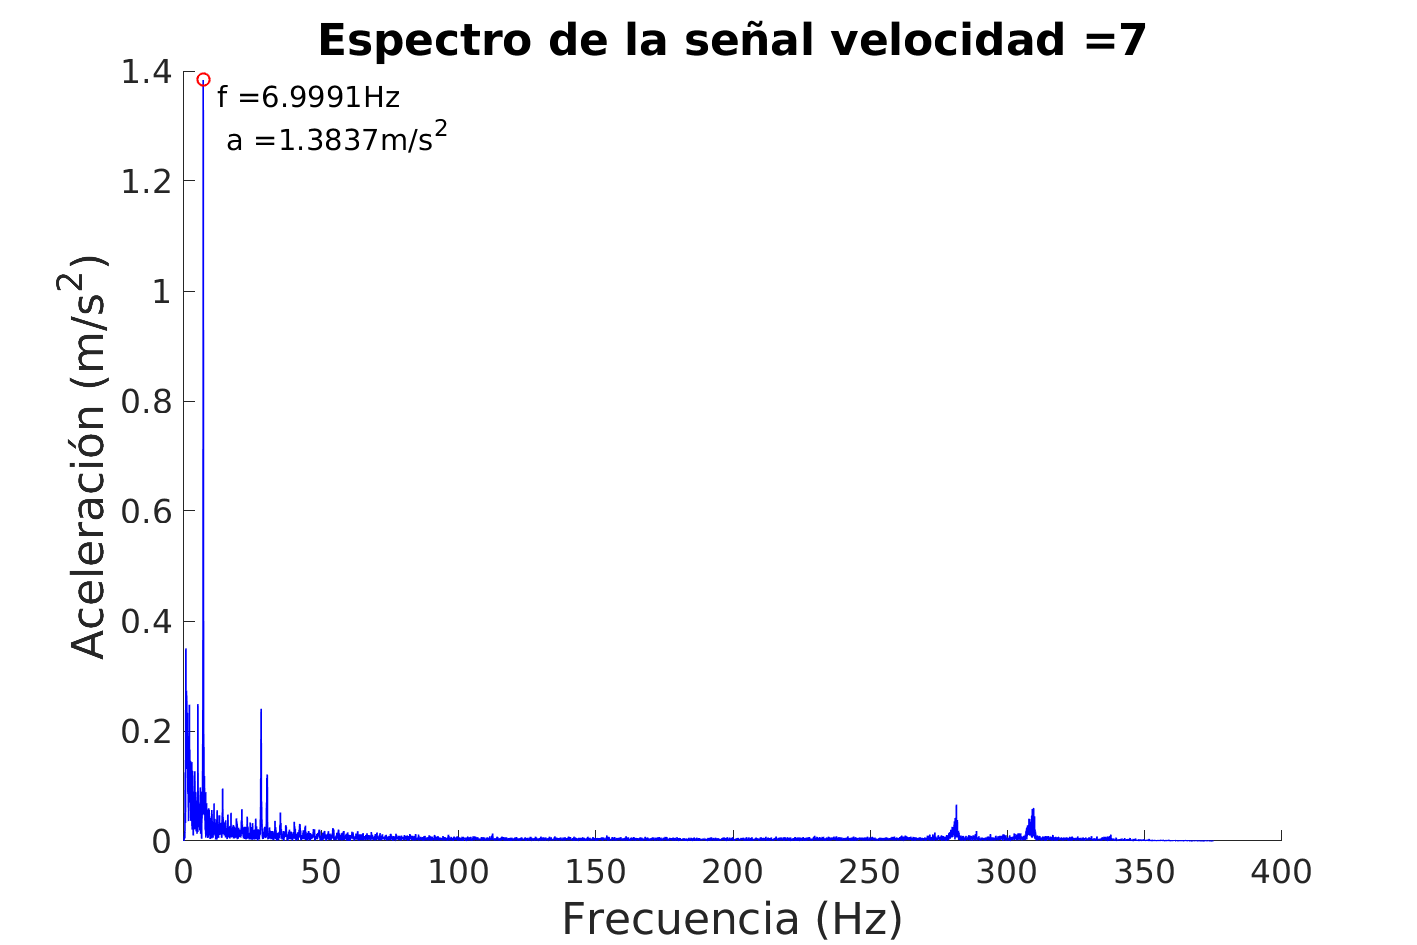 Espectro de la señal velocidad =7
1.4
f =6.9991Hz
a =1.3837m/s²
1.2
1
0.8
0.6
0.4
0.2
0
Aceleración (m/s²)
0 50 100 150 200 250 300 350 400
Frecuencia (Hz)